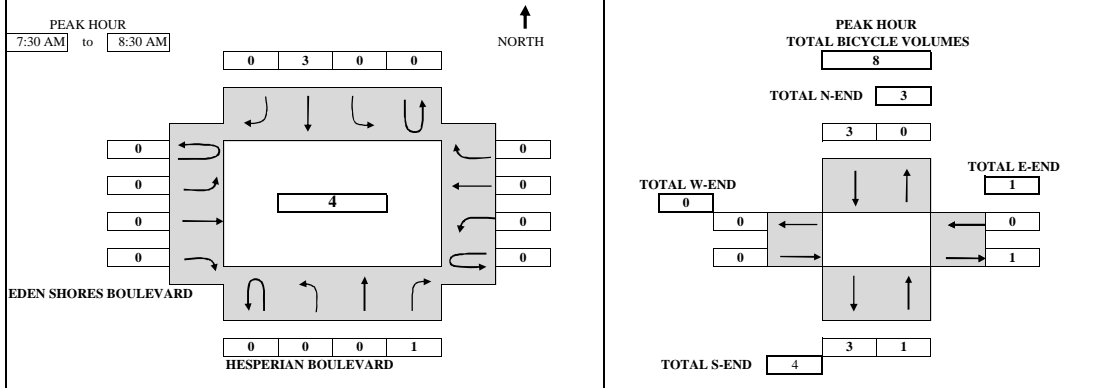 PEAK HOUR
7:30 AM to 8:30 AM
NORTH
0 3 0 0
0 0
0 0
4
0 0
0 0
EDEN SHORES BOULEVARD
0 0 0 1
HESPERIAN BOULEVARD
PEAK HOUR
TOTAL BICYCLE VOLUMES
8
TOTAL N-END 3
3 0
TOTAL E-END
1
TOTAL W-END
0
0 0
0 1
3 1
TOTAL S-END 4